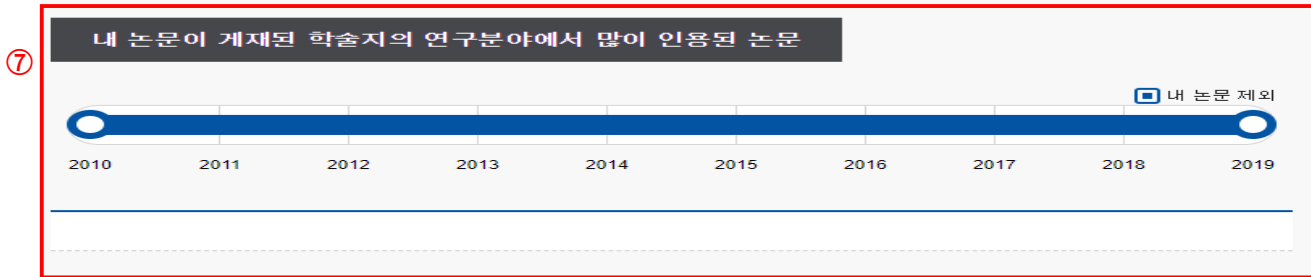 내 논문이 게재된 학술지의 연구분야에서 많이 인용된 논문
⑦
내 논문 제외
2010 2011 2012 2013 2014 2015 2016 2017 2018 2019